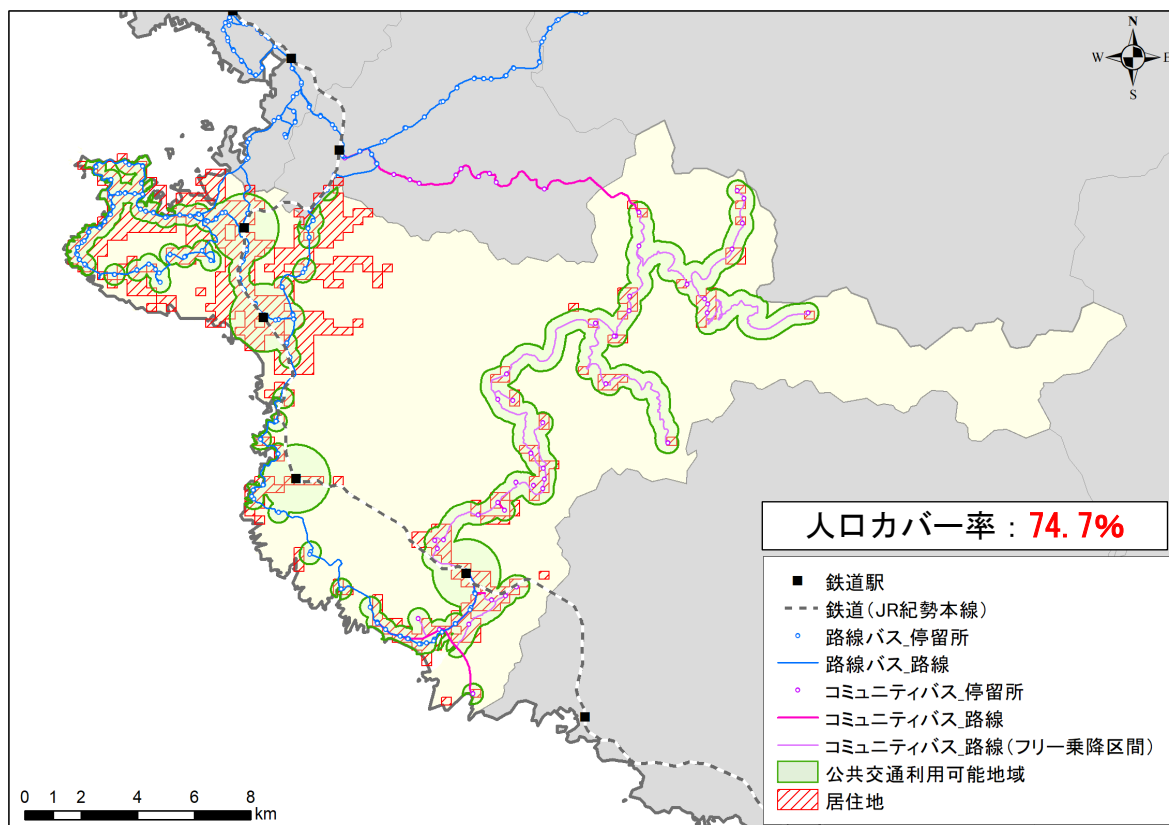 N
W
E
S
人口カバー率：74.7%
鉄道駅
鉄道（JR紀勢本線）
路線バス_停留所
路線バス_路線
コミュニティバス_停留所
コミュニティバス_路線
コミュニティバス_路線（フリー乗降区間）
公共交通利用可能地域
居住地
0 1 2 4 6 8
km